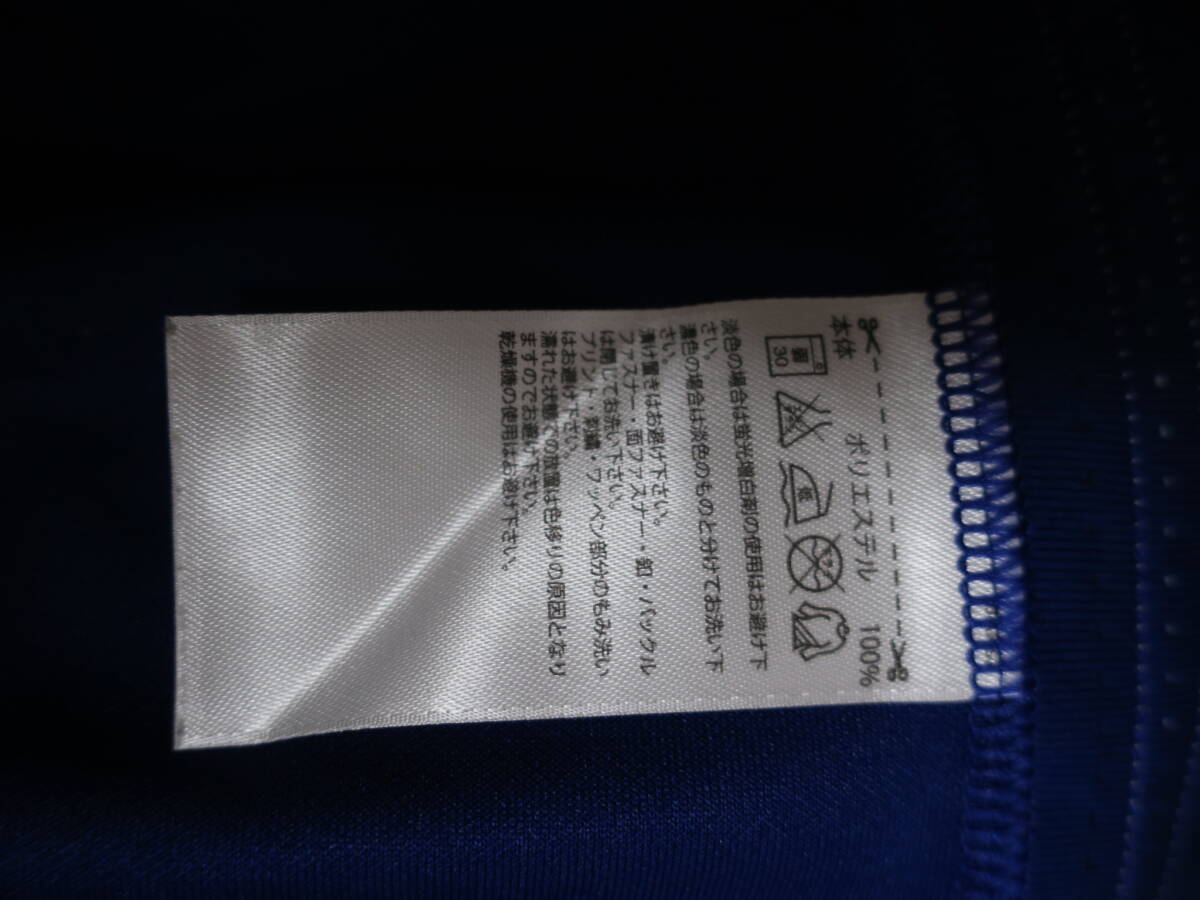 本体
ポリエステル 100%
30
淡色の場合は蛍光増白剤の使用はお避け下
さい。
濃色の場合は淡色のものと分けてお洗い下
さい。
漬け置きはお避け下さい。
ファスナー・面ファスナー・釦・バックル
は閉じてお洗い下さい。
プリント・刺繍・ワッペン部分のもみ洗い
はお避け下さい。
濡れた状態での放置は色移りの原因となり
ますのでお避け下さい。
乾燥機の使用はお避け下さい。